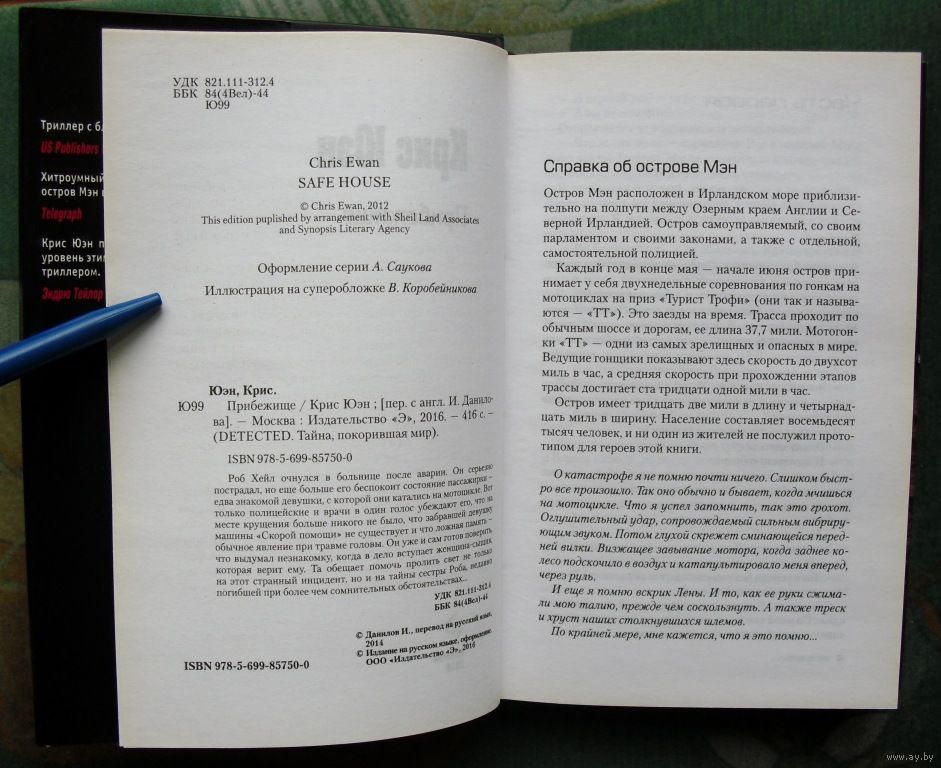 Триллер с
US Publishers
Хитроумный
остров Мэн
Telegraph
Крис Юэн
уровень
триллером.
Эндрю Тейлор
УДК 821.111-312.4
ББК 84(4Вел)-44
Ю99
Chris Ewan
SAFE HOUSE
© Chris Ewan, 2012
This edition puplished by arrangement with Sheil Land Associates
and Synopsis Literary Agency
Оформление серии А. Саукова
Иллюстрация на суперобложке В. Коробейникова
Юэн, Крис.
Ю99 Прибежище / Крис Юэн ; [пер. с англ. И. Данило-
ва]. — Москва : Издательство «Э», 2016. — 416 с. —
(DETECTED. Тайна, покорившая мир).
ISBN 978-5-699-85750-0
Роб Хейл очнулся в больнице после аварии. Он серьезно
пострадал, но еще больше его беспокоит состояние пассажирки –
едва знакомой девушки, с которой они катались на мотоцикле. Вот
только полицейские и врачи в один голос убеждают его, что на
месте крушения больше никого не было, что забравшей девушку
машины «Скорой помощи» не существует и что ложная память –
обычное явление при травме головы. Он уже и сам готов поверить,
что выдумал незнакомку, когда в дело вступает женщина-сыщик,
которая верит ему. Та обещает помочь пролить свет не только
на этот странный инцидент, но и на тайны сестры Роба, недавно
погибшей при более чем сомнительных обстоятельствах...
УДК 821.111-312.4
ББК 84(4Вел)-44
© Данилов И., перевод на русский язык,
2014
© Издание на русском языке, оформление.
ООО «Издательство «Э», 2016
ISBN 978-5-699-85750-0
Крис Юэн
Справка об острове Мэн
Остров Мэн расположен в Ирландском море приблизи-
тельно на полпути между Озерным краем Англии и Се-
верной Ирландией. Остров самоуправляемый, со своим
парламентом и своими законами, а также с отдельной,
самостоятельной полицией.
Каждый год в конце мая — начале июня остров при-
нимает у себя двухнедельные соревнования по гонкам на
мотоциклах на приз «Турист Трофи» (они так и называ-
ются — «ТТ»). Это заезды на время. Трасса проходит по
обычным шоссе и дорогам, ее длина 37,7 мили. Мотогон-
ки «ТТ» — одни из самых зрелищных и опасных в мире.
Ведущие гонщики показывают здесь скорость до двухсот
миль в час, а средняя скорость при прохождении этапов
трассы достигает ста тридцати одной мили в час.
Остров имеет тридцать две мили в длину и четырнад-
цать миль в ширину. Население составляет восемьдесят
тысяч человек, и ни один из жителей не послужил прото-
типом для героев этой книги.
О катастрофе я не помню почти ничего. Слишком быст-
ро все произошло. Так оно обычно и бывает, когда мчишься
на мотоцикле. Что я успел запомнить, так это грохот.
Оглушительный удар, сопровождаемый сильным вибриру-
ющим звуком. Потом глухой скрежет сминающейся перед-
ней вилки. Визжащее завывание мотора, когда заднее ко-
лесо подскочило в воздух и катапультировало меня вперед,
через руль.
И еще я помню вскрик Лены. И то, как ее руки сжима-
ли мою талию, прежде чем соскользнуть. А также треск
и хруст наших столкнувшихся шлемов.
По крайней мере, мне кажется, что я это помню...
www.ay.by